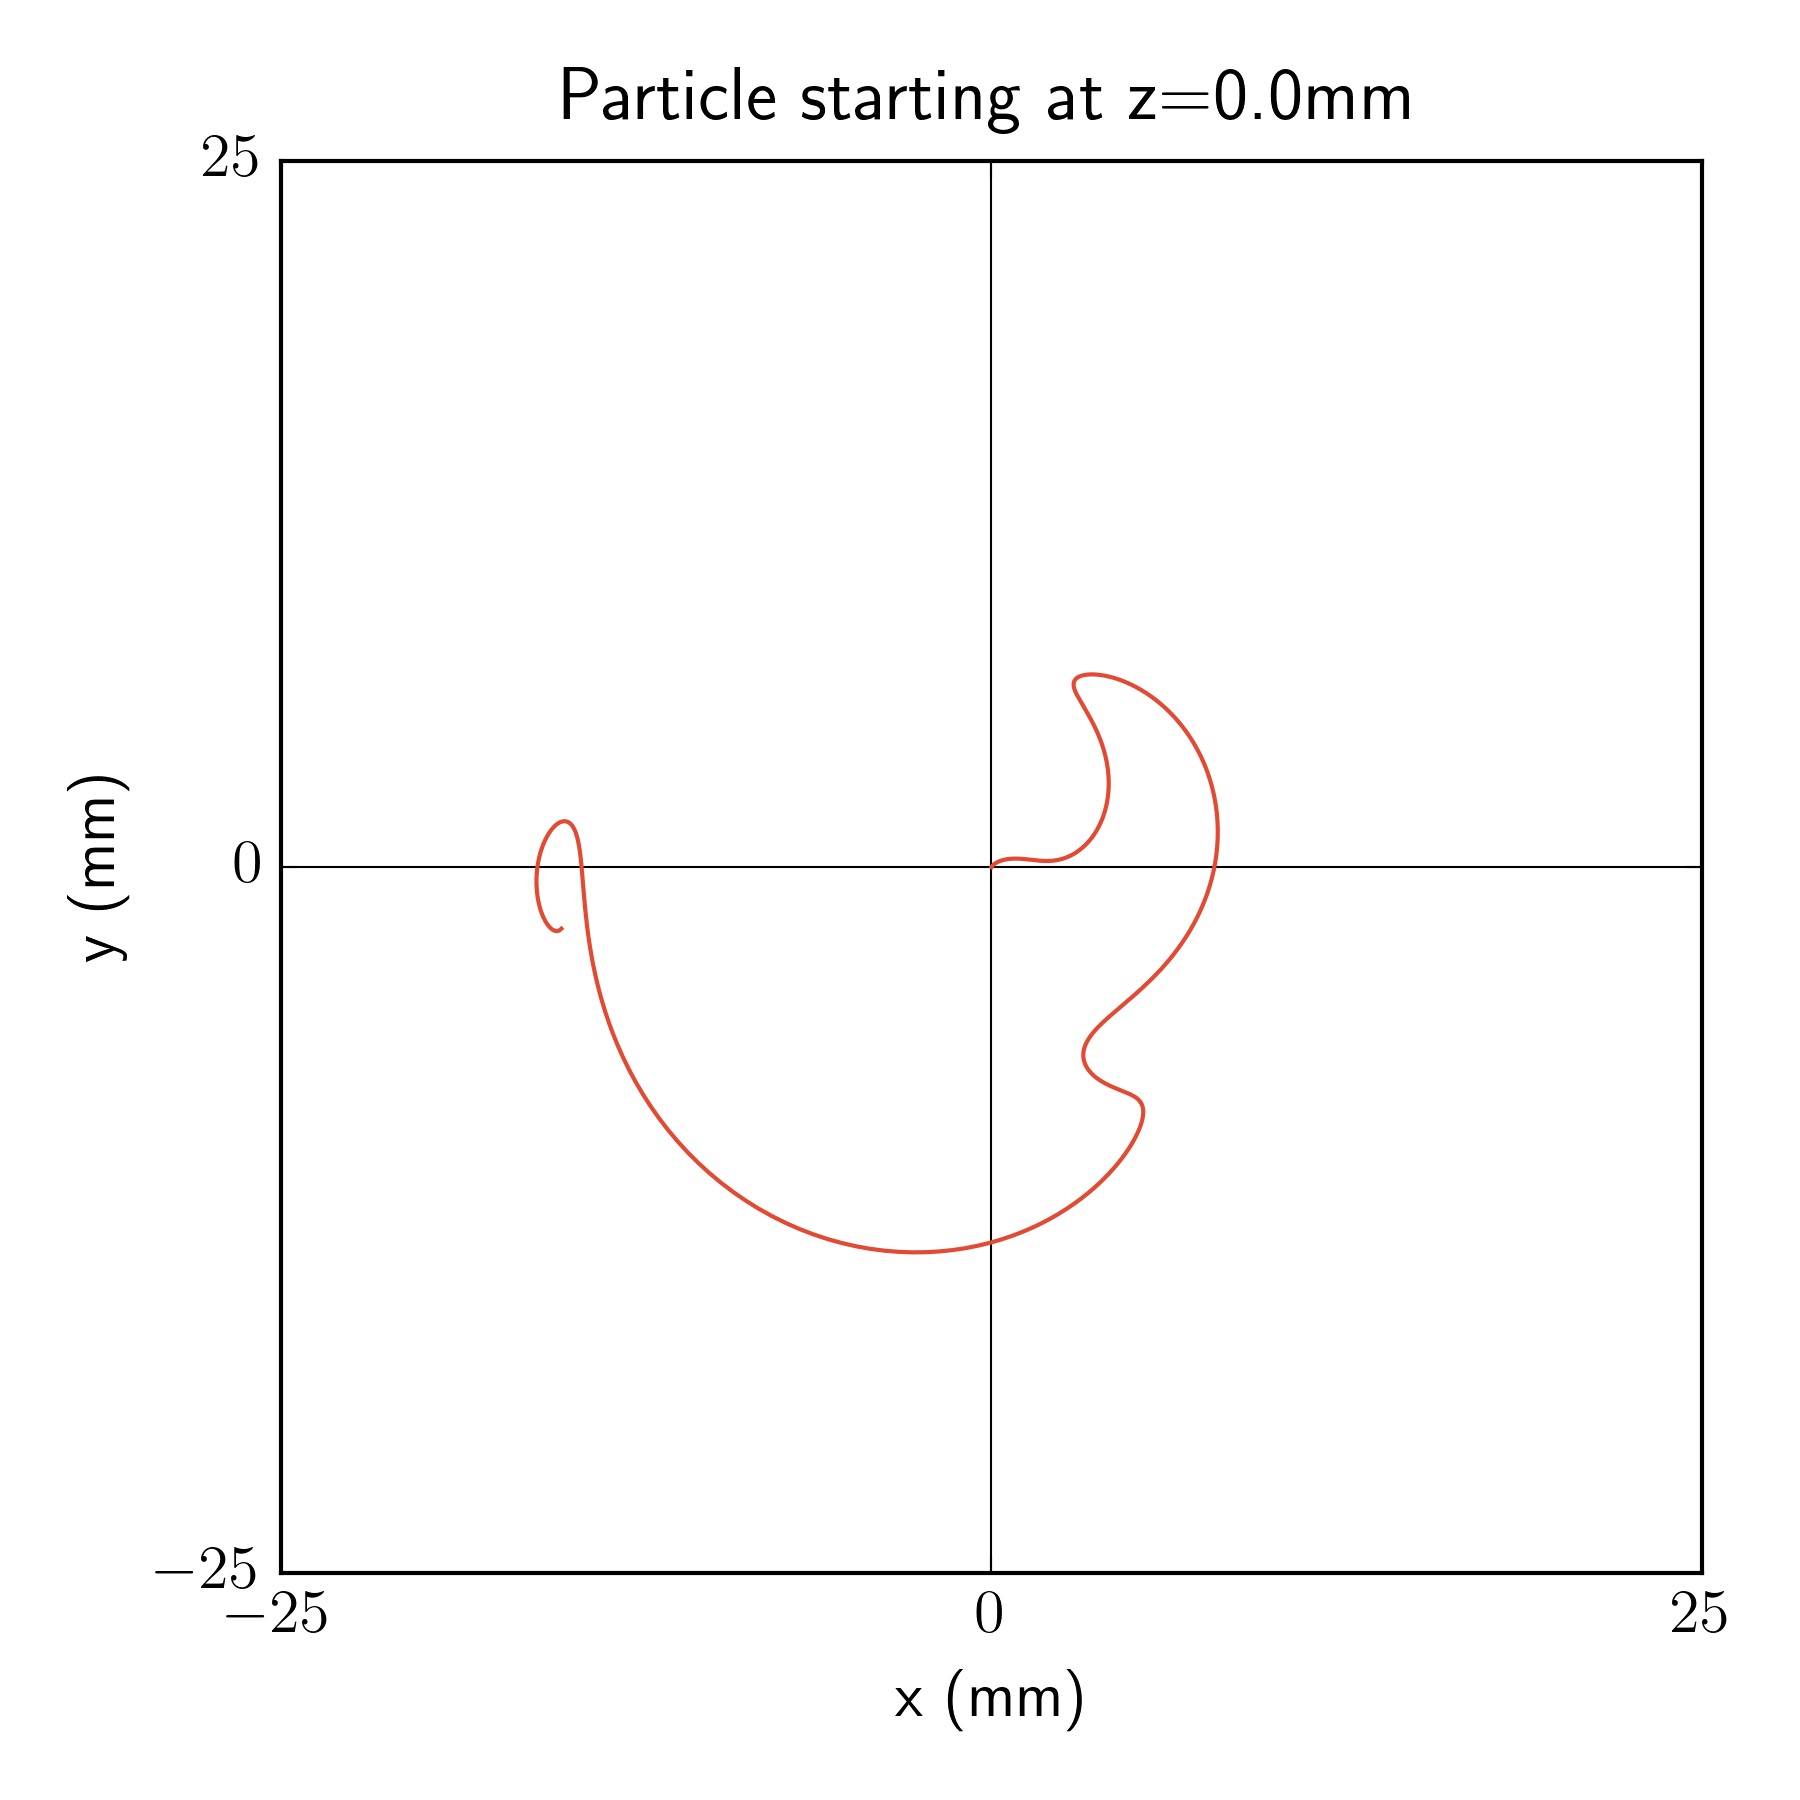 Particle starting at z=0.0mm
25
0
−25
y (mm)
−25 0 25
x (mm)